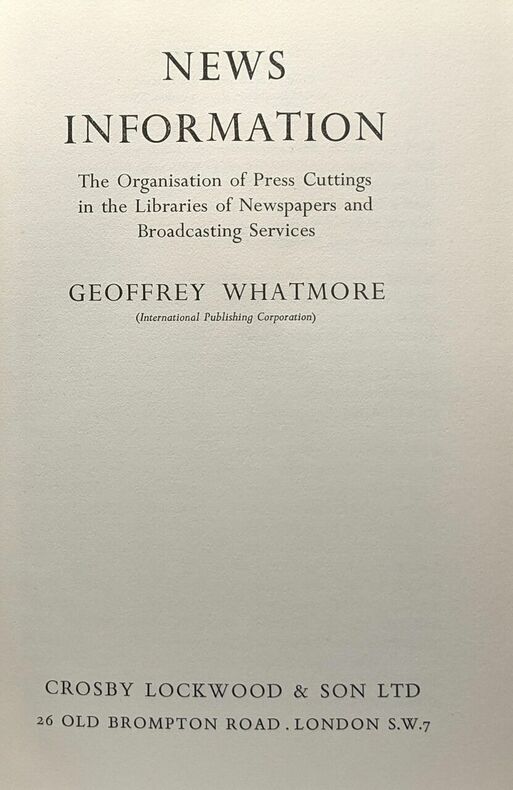 NEWS
INFORMATION
The Organisation of Press Cuttings
in the Libraries of Newspapers and
Broadcasting Services
GEOFFREY WHATMORE
(International Publishing Corporation)
CROSBY LOCKWOOD & SON LTD
26 OLD BROMPTON ROAD . LONDON S.W.7